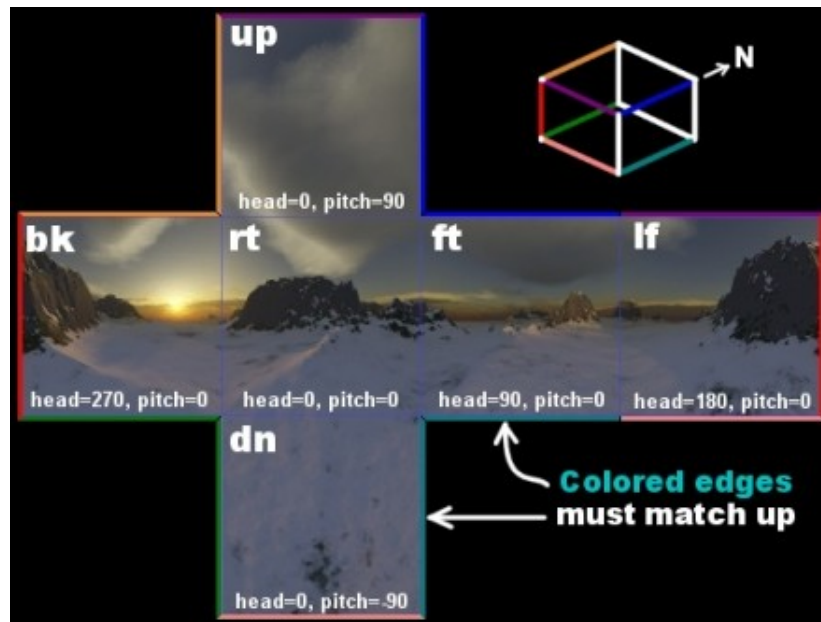 up
N
head=0, pitch=90
bk
rt
ft
lf
head=270, pitch=0
head=0, pitch=0
head=90, pitch=0
head=180, pitch=0
dn
Colored edges
must match up
head=0, pitch=-90